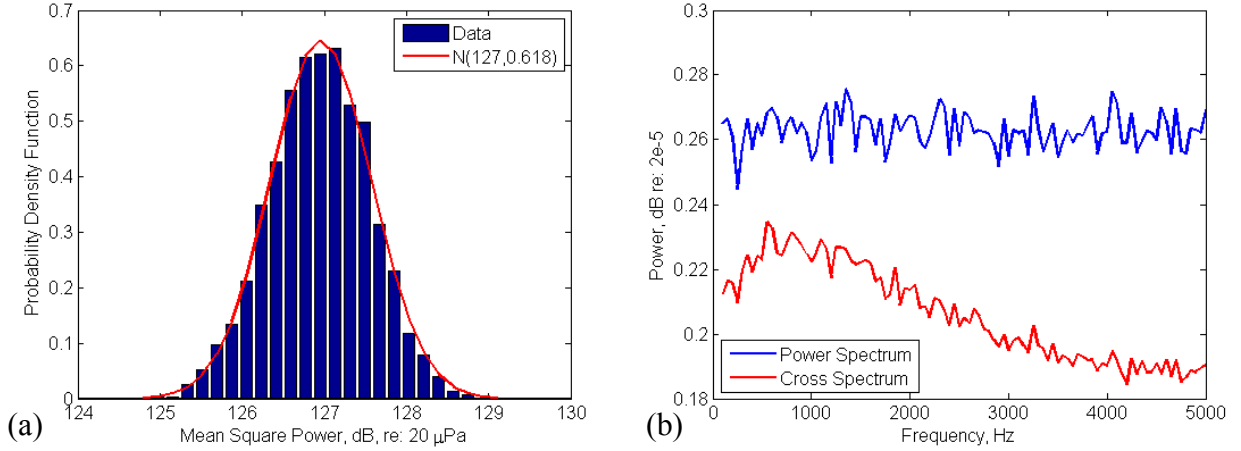 0.7
0.6
0.5
0.4
0.3
0.2
0.1
0
Probability Density Function
Data
N(127,0.618)
124 125 126 127 128 129 130
Mean Square Power, dB, re: 20 μPa
(a)
0.3
0.28
0.26
0.24
0.22
0.2
0.18
Power, dB re: 2e-5
Power Spectrum
Cross Spectrum
0 1000 2000 3000 4000 5000
Frequency, Hz
(b)